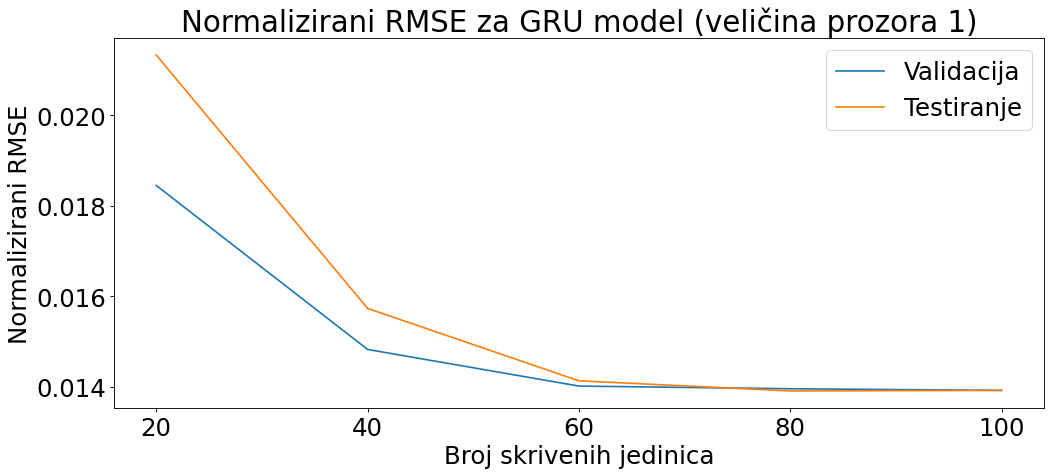 Normalizirani RMSE za GRU model (veličina prozora 1)
Validacija
Testiranje
Normalizirani RMSE
0.020
0.018
0.016
0.014
20 40 60 80 100
Broj skrivenih jedinica